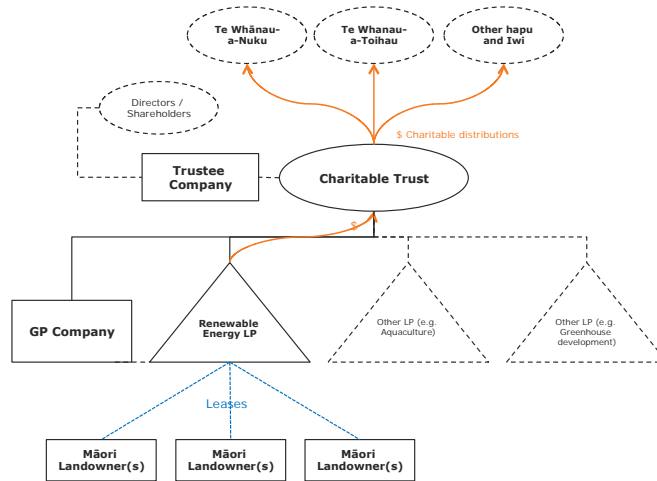 Te Whānau-
a-Nuku
Te Whanau-
a-Toihau
Other hapu
and Iwi
Directors /
Shareholders
$ Charitable distributions
Trustee
Company
Charitable Trust
$
GP Company
Renewable
Energy LP
Other LP (e.g.
Aquaculture)
Other LP (e.g.
Greenhouse
development)
Leases
Māori
Landowner(s)
Māori
Landowner(s)
Māori
Landowner(s)